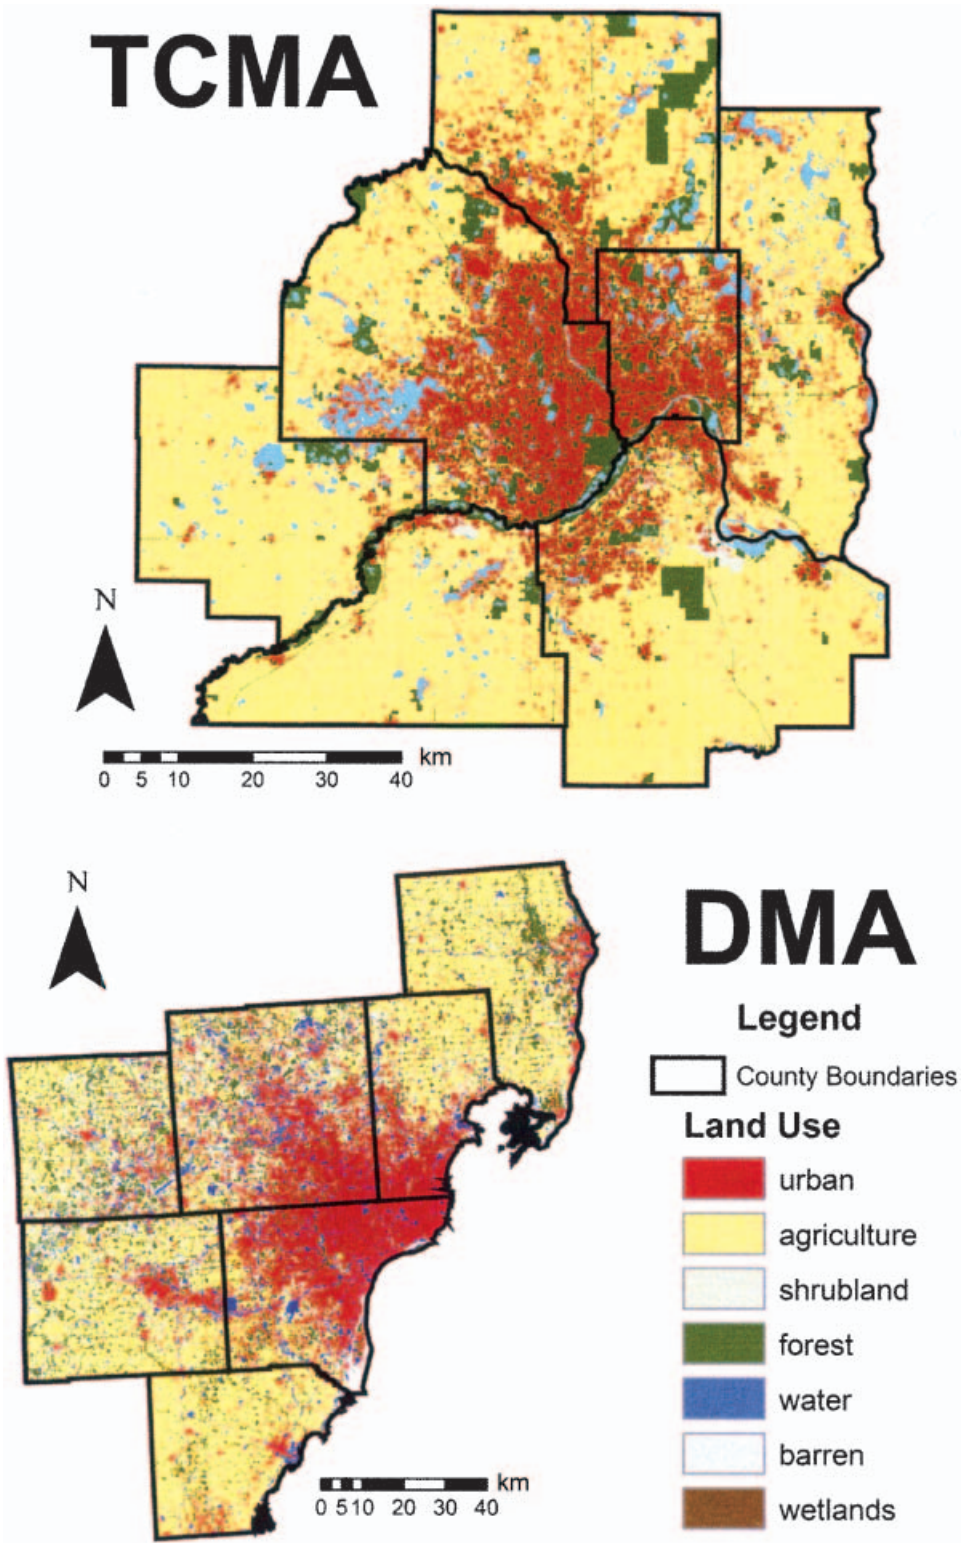 TCMA
N
km
0 5 10 20 30 40
N
DMA
Legend
County Boundaries
Land Use
urban
agriculture
shrubland
forest
water
barren
wetlands
km
0 5 10 20 30 40